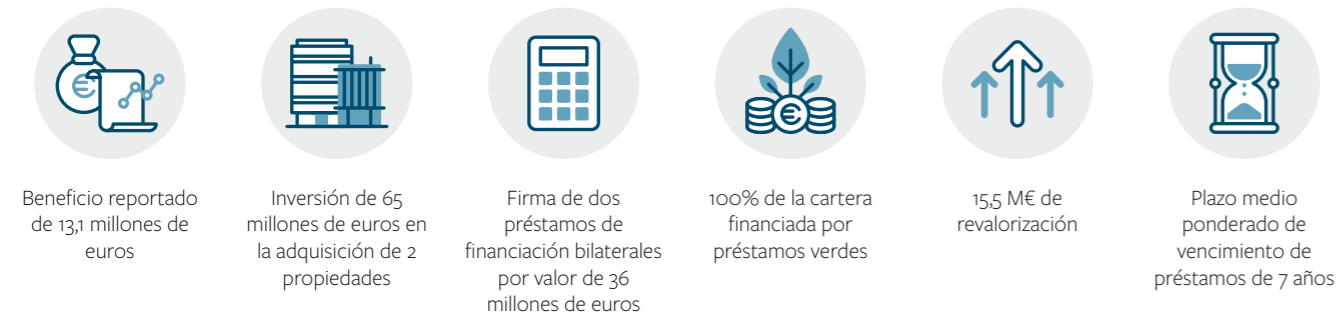 Beneficio reportado
de 13,1 millones de
euros
Inversión de 65
millones de euros en
la adquisición de 2
propiedades
Firma de dos
préstamos de
financiación bilaterales
por valor de 36
millones de euros
100% de la cartera
financiada por
préstamos verdes
15,5 M€ de
revalorización
Plazo medio
ponderado de
vencimiento de
préstamos de 7 años